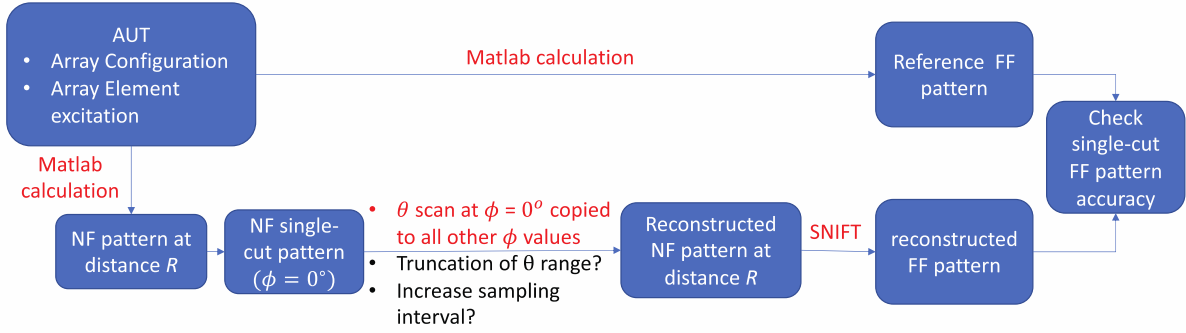 AUT
• Array Configuration
• Array Element
excitation
Matlab calculation
Reference FF
pattern
Check
single-cut
FF pattern
accuracy
Matlab
calculation
NF pattern at
distance R
NF single-
cut pattern
(ϕ = 0°)
• θ scan at ϕ = 0ᵒ copied
to all other ϕ values
• Truncation of θ range?
• Increase sampling
interval?
Reconstructed
NF pattern at
distance R
SNIFT
reconstructed
FF pattern